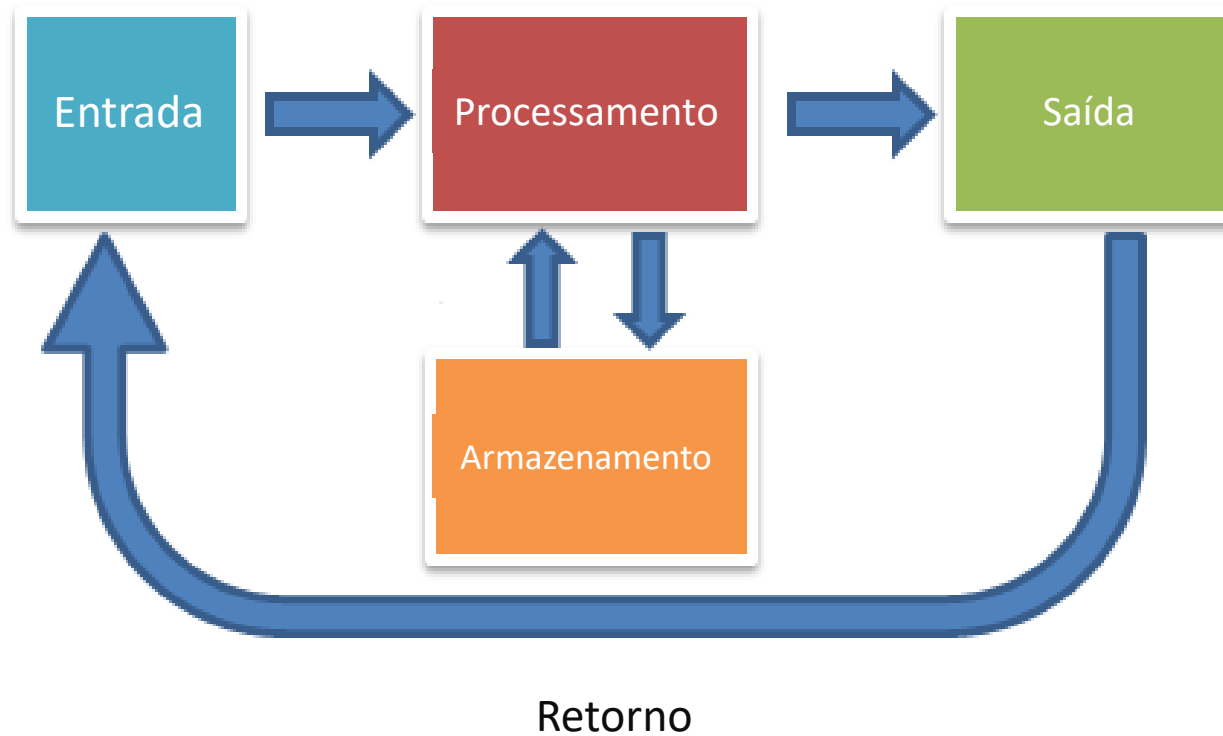 Entrada
Processamento
Saída
Armazenamento
Retorno